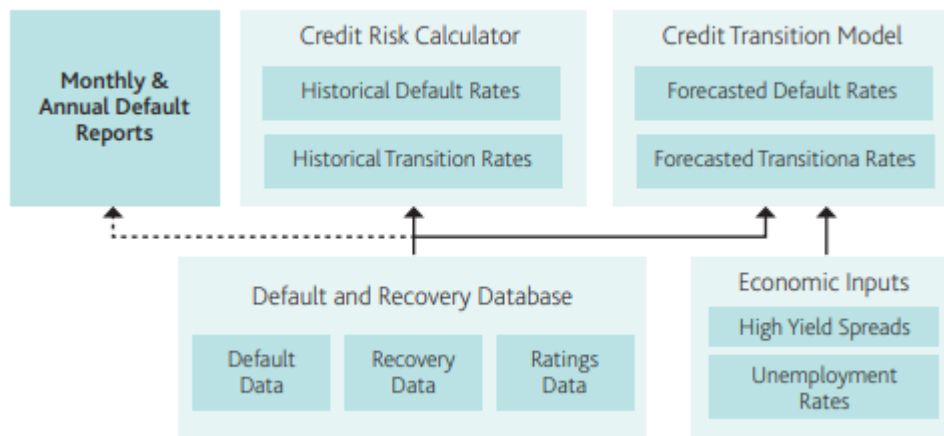 Monthly &
Annual Default
Reports
Credit Risk Calculator
Historical Default Rates
Historical Transition Rates
Credit Transition Model
Forecasted Default Rates
Forecasted Transitiona Rates
Default and Recovery Database
Default
Data
Recovery
Data
Ratings
Data
Economic Inputs
High Yield Spreads
Unemployment
Rates